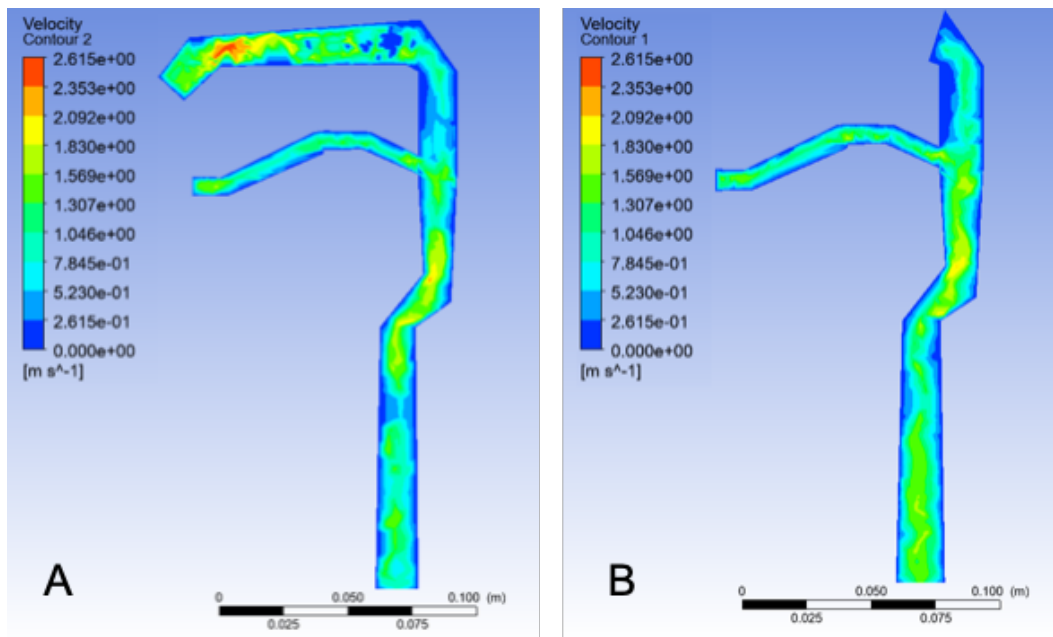 Velocity
Contour 2
2.615e+00
2.353e+00
2.092e+00
1.830e+00
1.569e+00
1.307e+00
1.046e+00
7.845e-01
5.230e-01
2.615e-01
0.000e+00
[m s^-1]
A
0 0.050 0.100 (m)
0.025 0.075
Velocity
Contour 1
2.615e+00
2.353e+00
2.092e+00
1.830e+00
1.569e+00
1.307e+00
1.046e+00
7.845e-01
5.230e-01
2.615e-01
0.000e+00
[m s^-1]
B
0 0.050 0.100 (m)
0.025 0.075